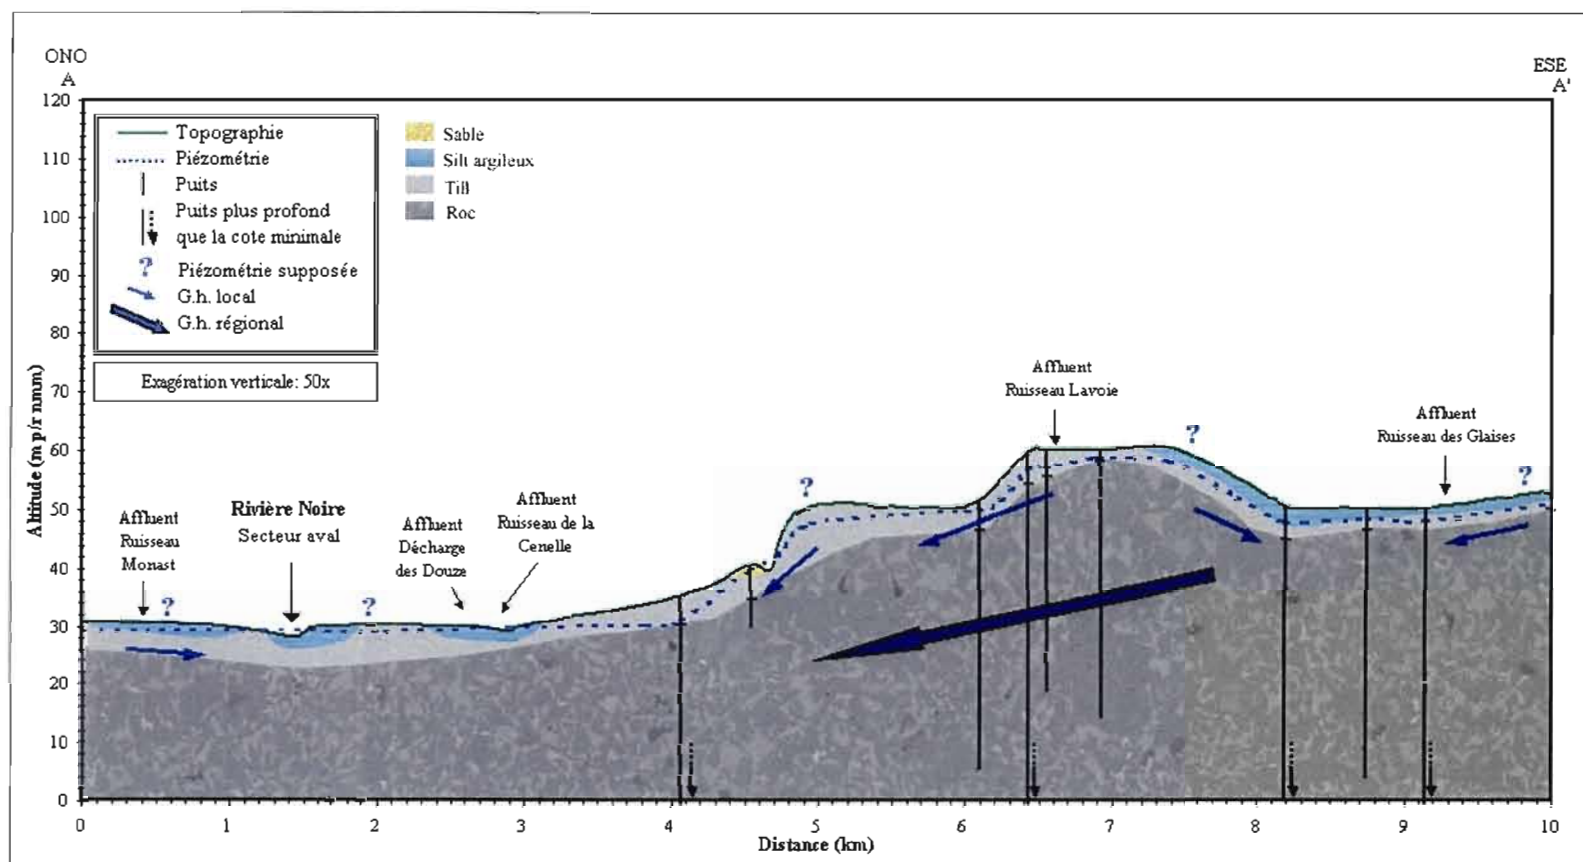 ONO
A
ESE
A'
Topographie
Piézométrie
Puits
Puits plus profond
que la cote minimale
? Piézométrie supposée
G.h. local
G.h. régional
Exagération verticale: 50x
Sable
Silt argileux
Till
Roc
Altitude (m p/r nmm)
120
110
100
90
80
70
60
50
40
30
20
10
0
Affluent
Ruisseau
Monast
?
Rivière Noire
Secteur aval
?
Affluent
Décharge
des Douze
Affluent
Ruisseau de la
Cenelle
?
Affluent
Ruisseau Lavoie
?
Affluent
Ruisseau des Glaises
?
0 1 2 3 4 5 6 7 8 9 10
Distance (km)